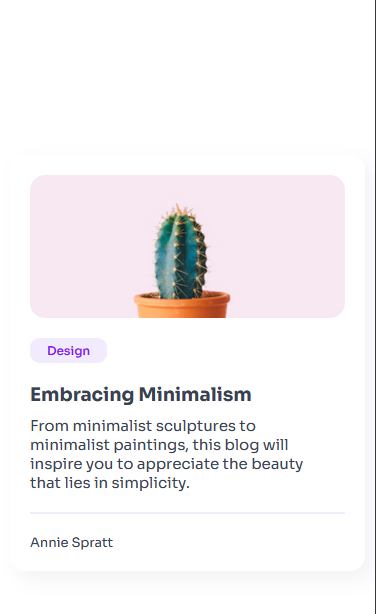 Design
Embracing Minimalism
From minimalist sculptures to
minimalist paintings, this blog will
inspire you to appreciate the beauty
that lies in simplicity.
Annie Spratt